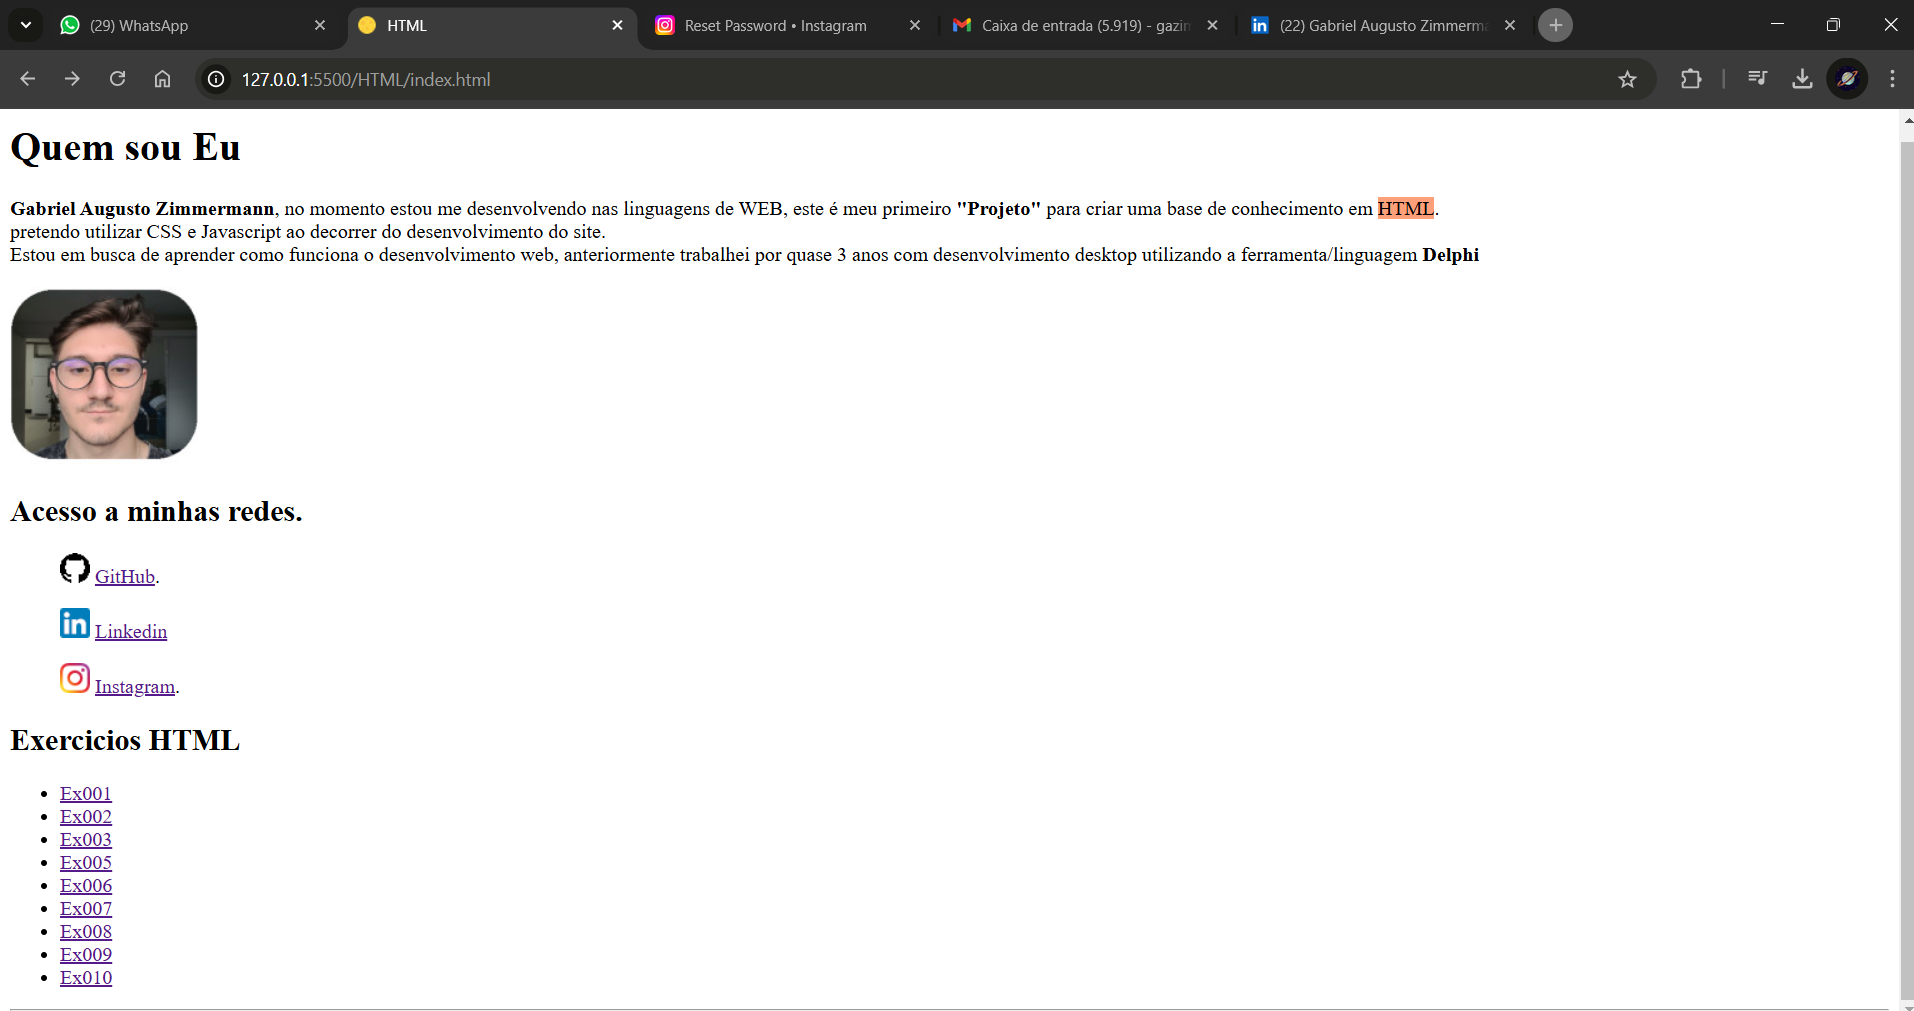 (29) WhatsApp
HTML
Reset Password • Instagram
Caixa de entrada (5.919) - gazin
(22) Gabriel Augusto Zimmerma
127.0.0.1:5500/HTML/index.html
Quem sou Eu
Gabriel Augusto Zimmermann, no momento estou me desenvolvendo nas linguagens de WEB, este é meu primeiro "Projeto" para criar uma base de conhecimento em HTML.
pretendo utilizar CSS e Javascript ao decorrer do desenvolvimento do site.
Estou em busca de aprender como funciona o desenvolvimento web, anteriormente trabalhei por quase 3 anos com desenvolvimento desktop utilizando a ferramenta/linguagem Delphi
Acesso a minhas redes.
GitHub.
in Linkedin
Instagram.
Exercicios HTML
Ex001
Ex002
Ex003
Ex005
Ex006
Ex007
Ex008
Ex009
Ex010